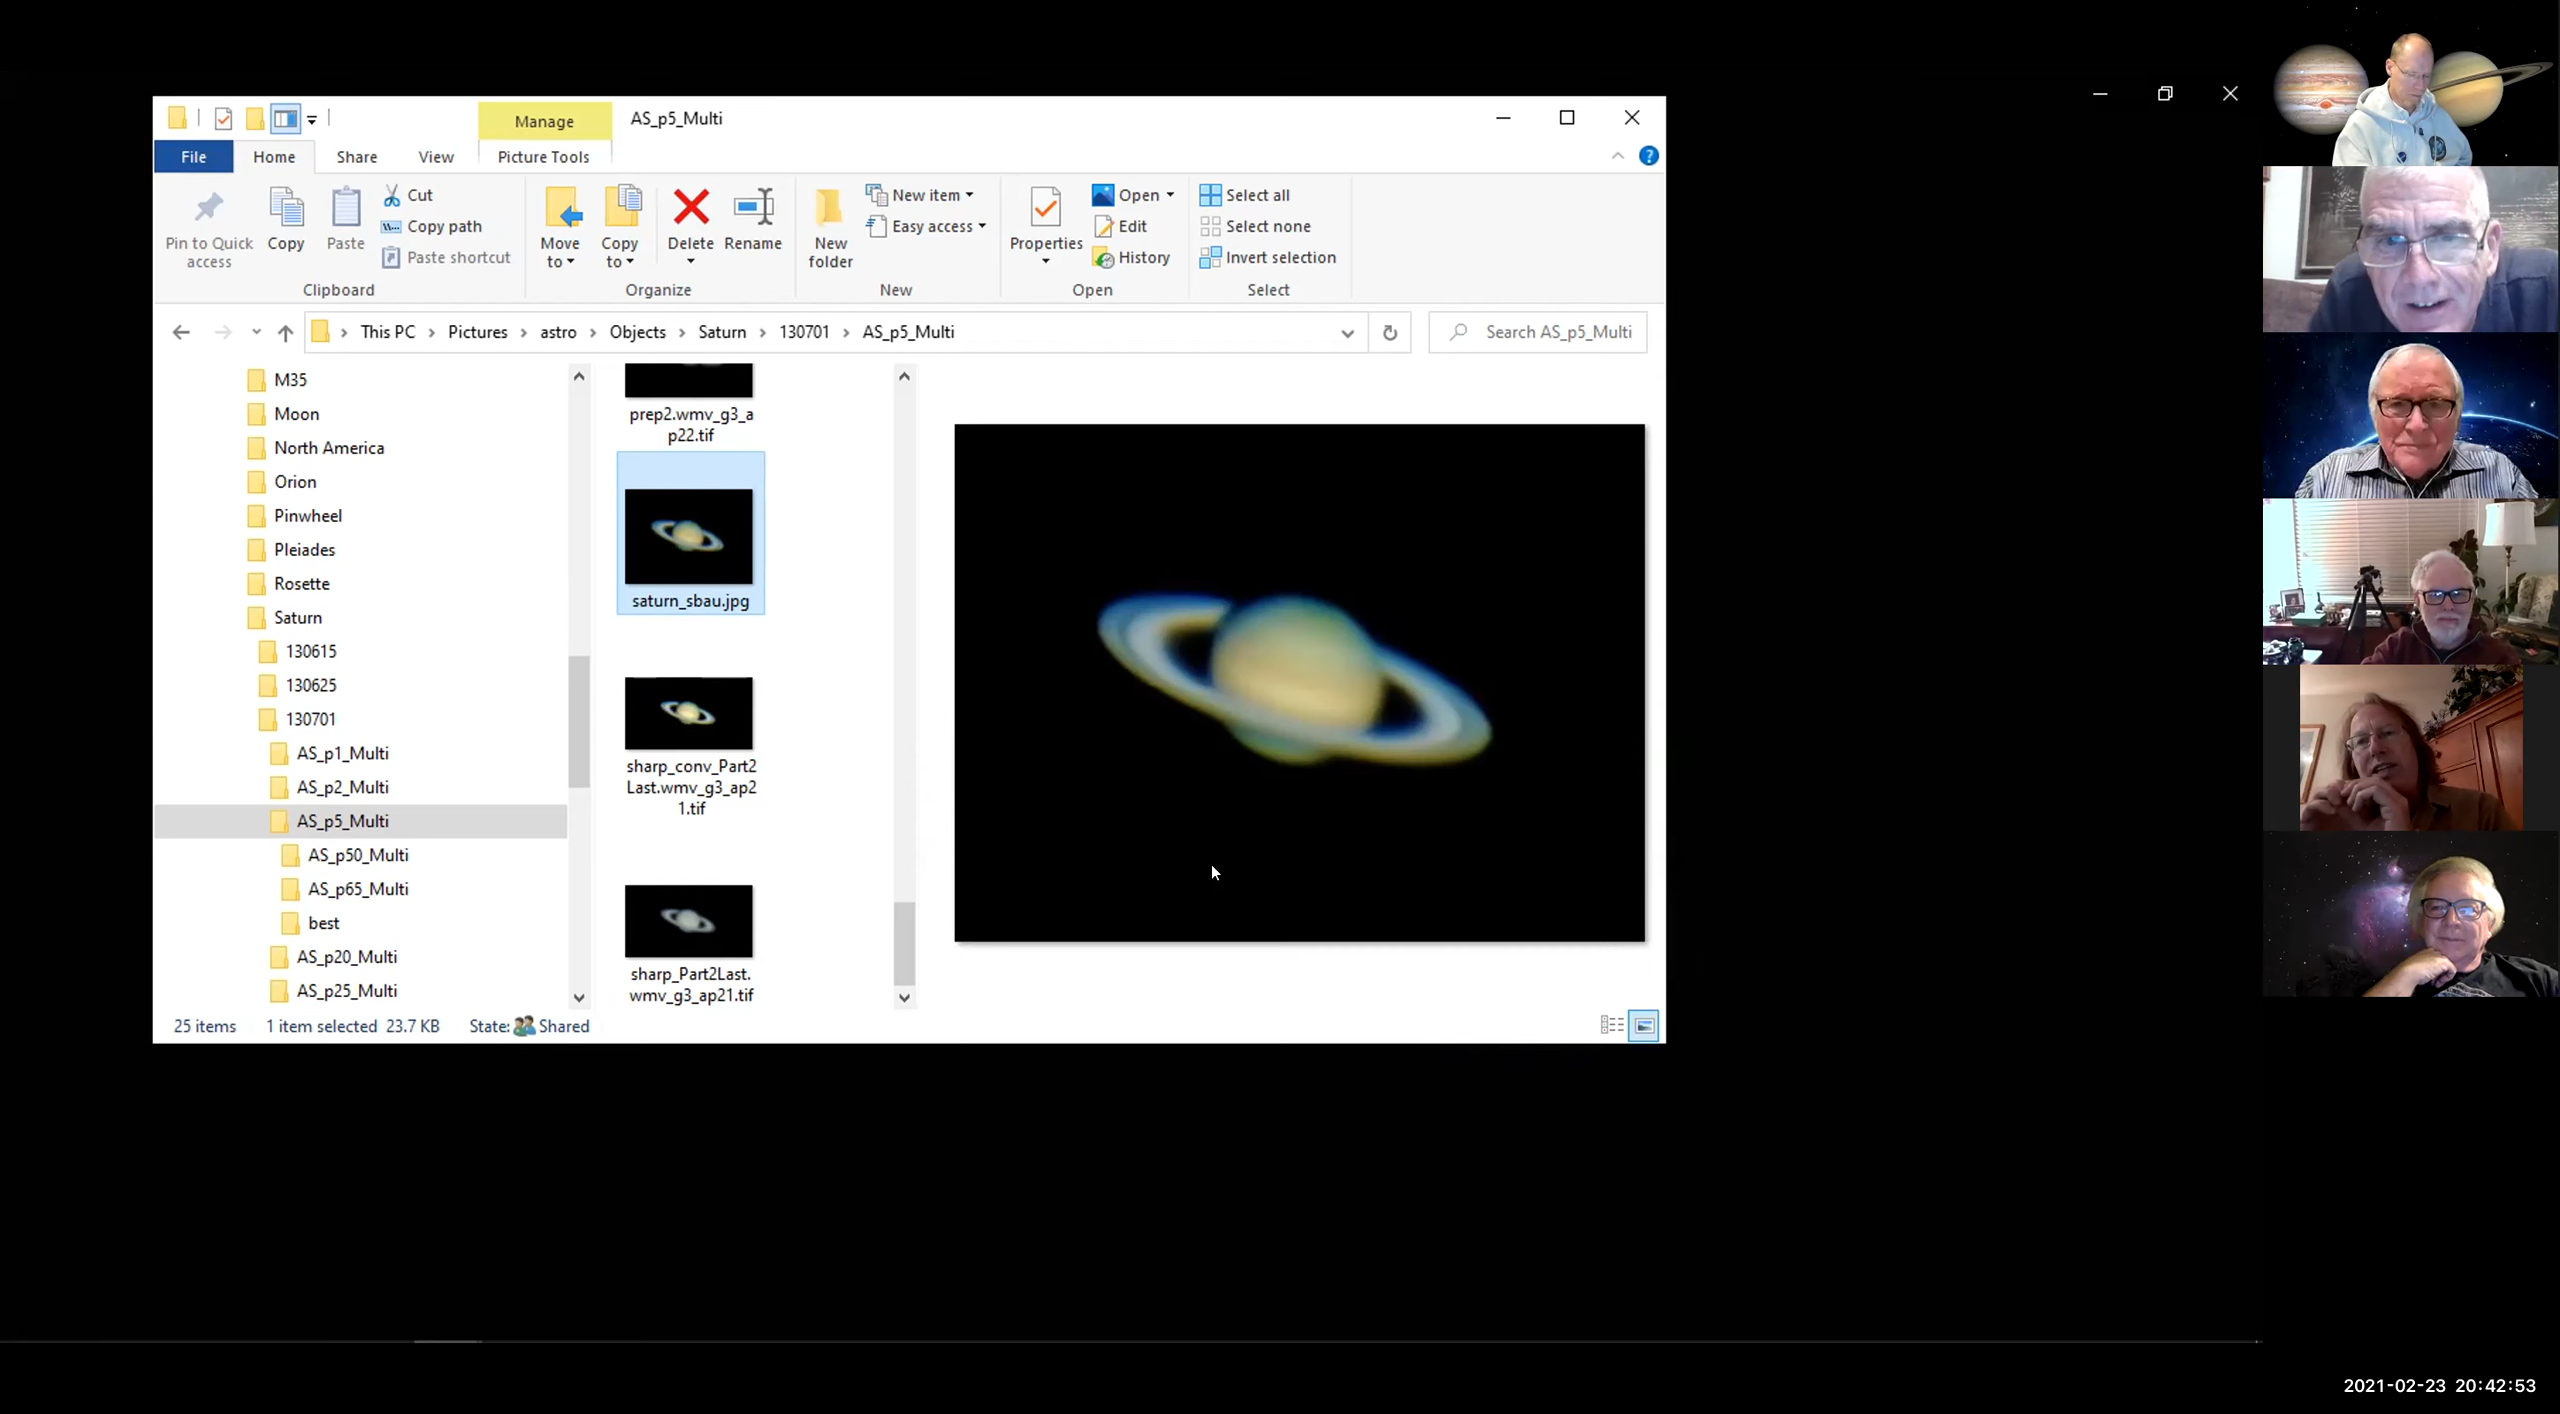 Manage
AS_p5_Multi
File
Home
Share
View
Picture Tools
Pin to Quick
access
Copy
Paste
Cut
Copy path
Paste shortcut
Clipboard
Move
to
Copy
to
Delete
Rename
Organize
New
folder
New item
Easy access
New
Properties
Open
Edit
History
Open
Select all
Select none
Invert selection
Select
This PC > Pictures > astro > Objects > Saturn > 130701 > AS_p5_Multi
Search AS_p5_Multi
M35
Moon
North America
Orion
Pinwheel
Pleiades
Rosette
Saturn
130615
130625
130701
AS_p1_Multi
AS_p2_Multi
AS_p5_Multi
AS_p50_Multi
AS_p65_Multi
best
AS_p20_Multi
AS_p25_Multi
prep2.wmv_g3_a
p22.tif
saturn_sbau.jpg
sharp_conv_Part2
Last.wmv_g3_ap2
1.tif
sharp_Part2Last.
wmv_g3_ap21.tif
25 items
1 item selected 23.7 KB
State: Shared
2021-02-23 20:42:53